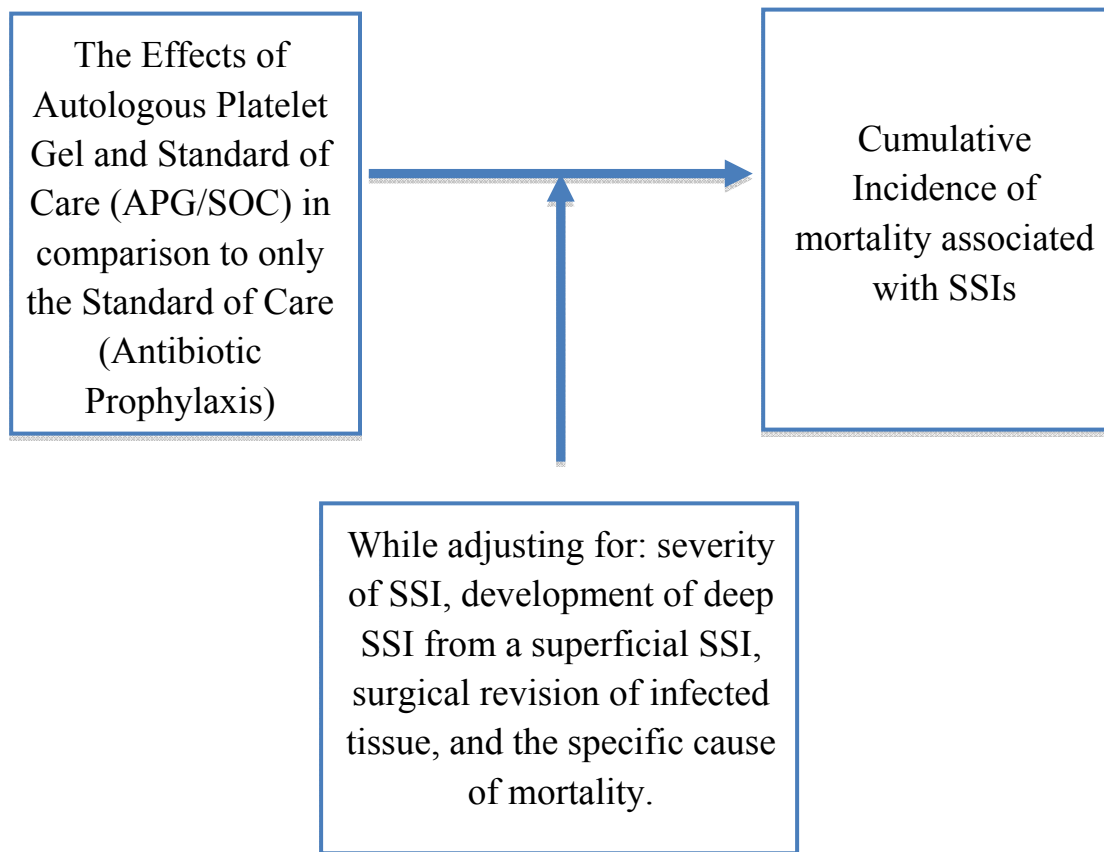 The Effects of
Autologous Platelet
Gel and Standard of
Care (APG/SOC) in
comparison to only
the Standard of Care
(Antibiotic
Prophylaxis)
Cumulative
Incidence of
mortality associated
with SSIs
While adjusting for: severity
of SSI, development of deep
SSI from a superficial SSI,
surgical revision of infected
tissue, and the specific cause
of mortality.